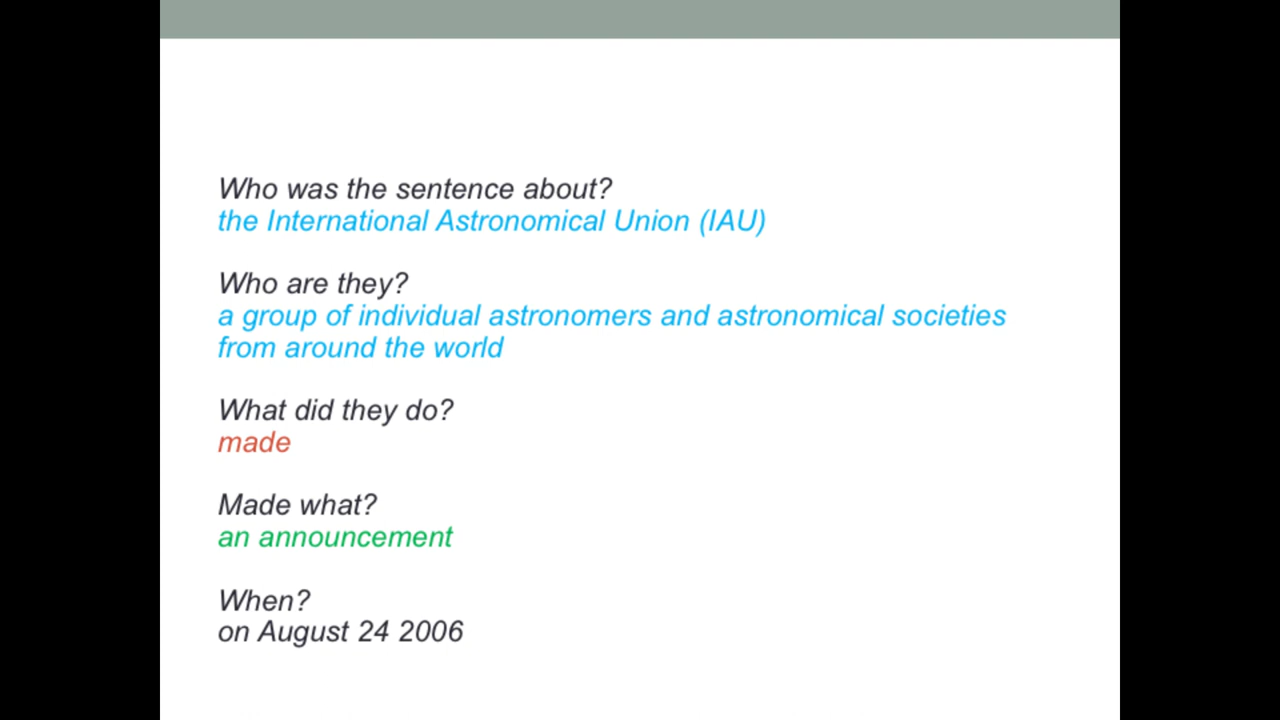 Who was the sentence about?
the International Astronomical Union (IAU)
Who are they?
a group of individual astronomers and astronomical societies
from around the world
What did they do?
made
Made what?
an announcement
When?
on August 24 2006